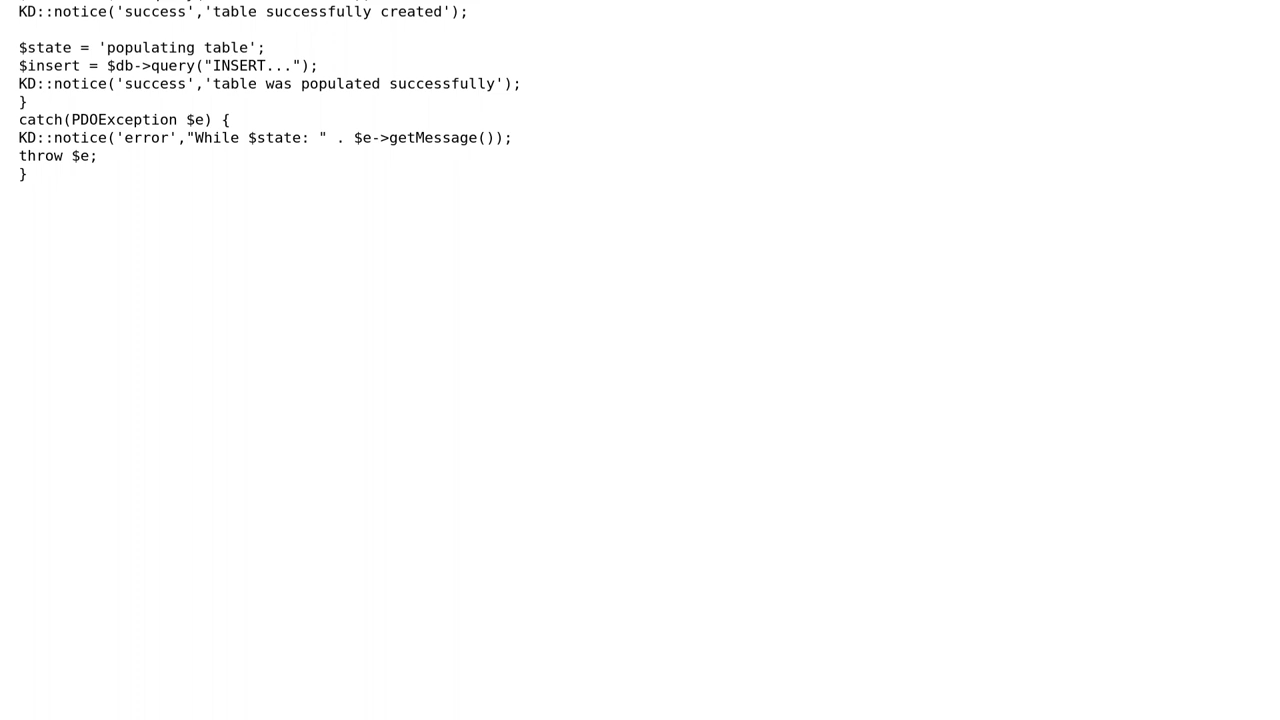 KD::notice('success','table successfully created');
$state = 'populating table';
$insert = $db->query("INSERT...");
KD::notice('success','table was populated successfully');
}
catch(PDOException $e) {
KD::notice('error',"While $state: " . $e->getMessage());
throw $e;
}